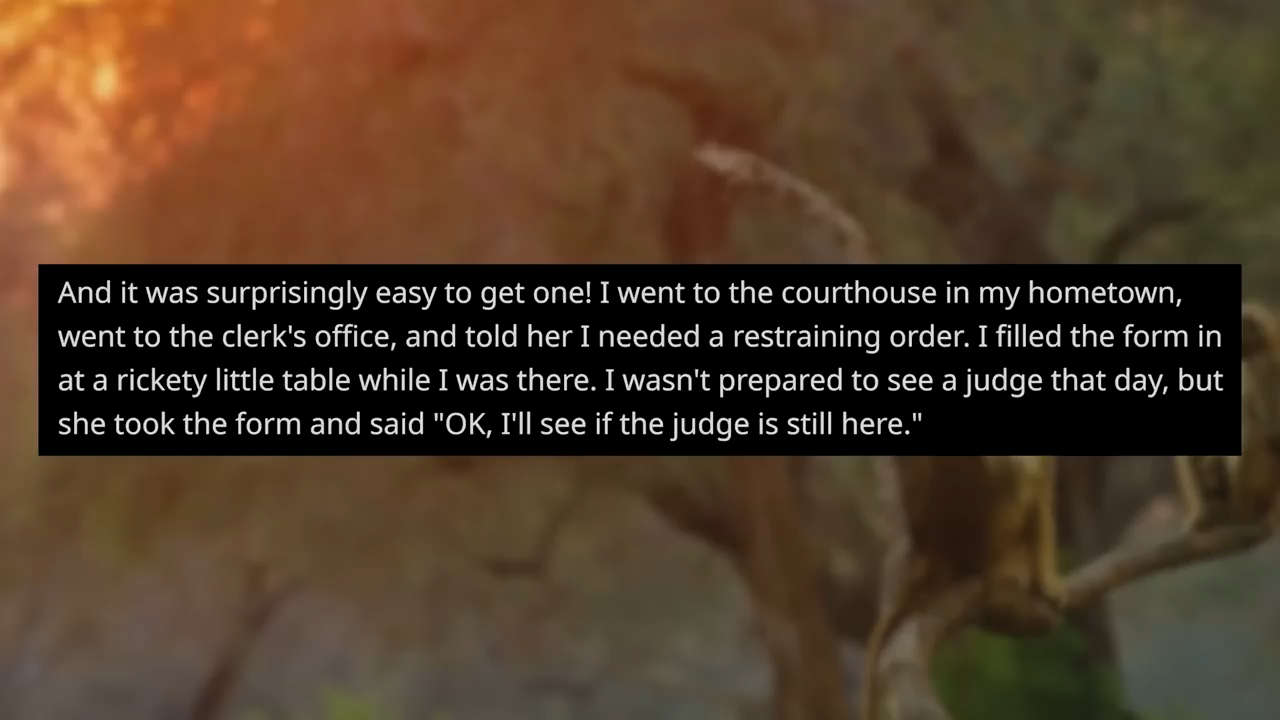 And it was surprisingly easy to get one! I went to the courthouse in my hometown,
went to the clerk's office, and told her I needed a restraining order. I filled the form in
at a rickety little table while I was there. I wasn't prepared to see a judge that day, but
she took the form and said "OK, I'll see if the judge is still here."